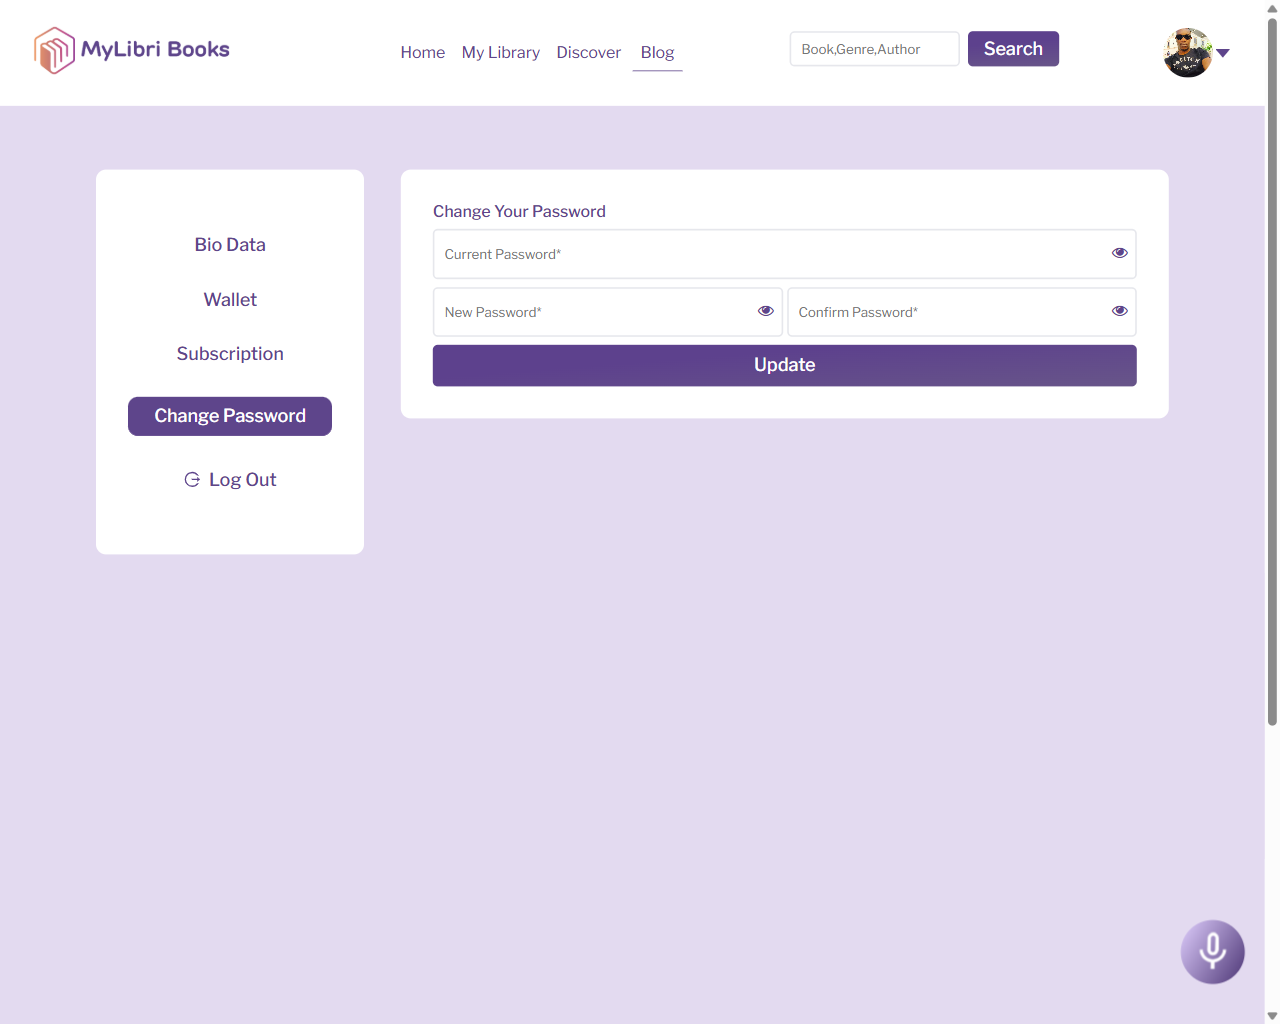 MyLibri Books
Home My Library Discover Blog
Book,Genre,Author
Search
Bio Data
Wallet
Subscription
Change Password
Log Out
Change Your Password
Current Password*
New Password*
Confirm Password*
Update